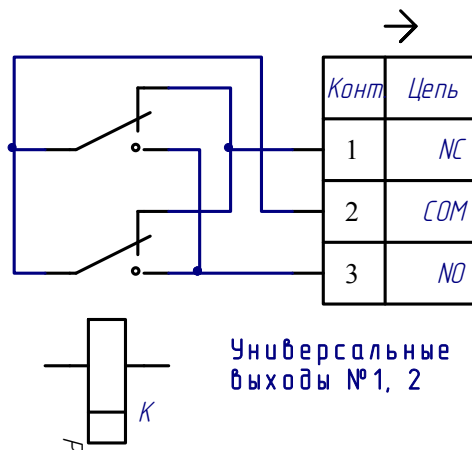 Конт Цепь
1 NC
2 COM
3 NO
Универсальные
выходы №1, 2
K
P